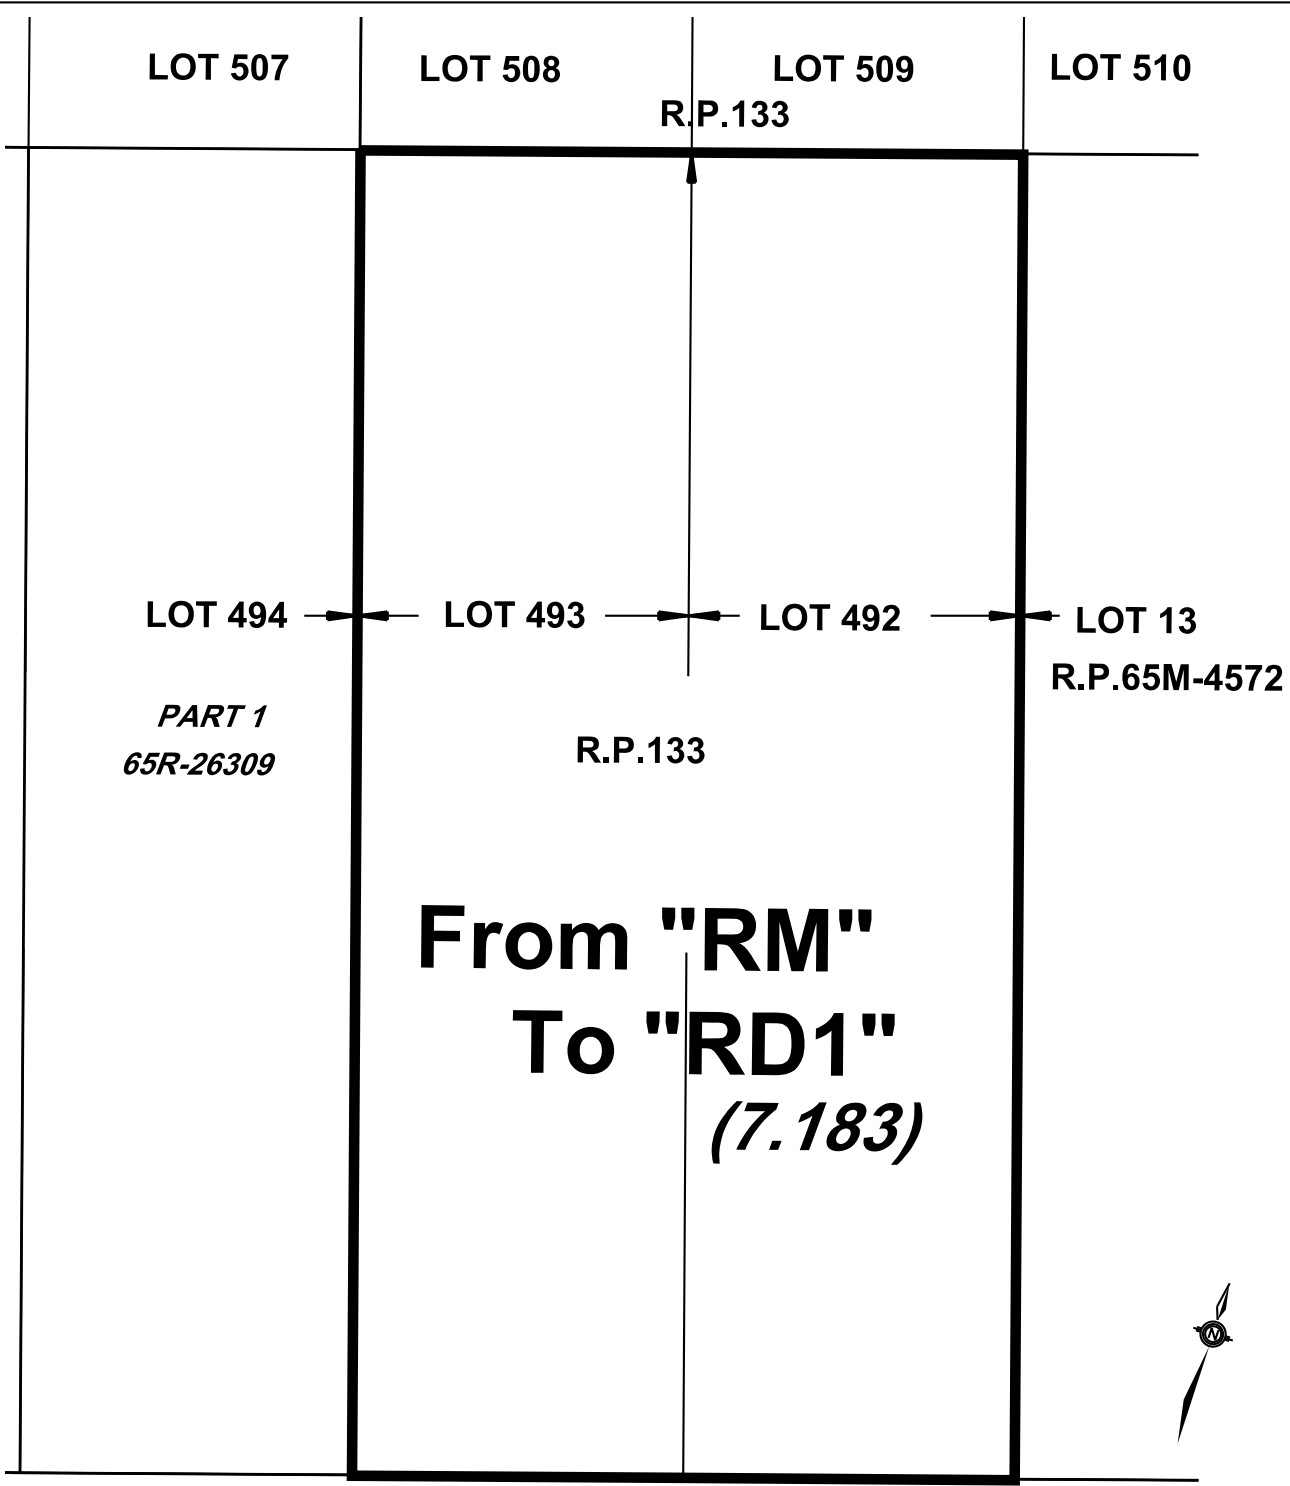 LOT 507 LOT 508 LOT 509 LOT 510
R.P.133
LOT 494 LOT 493 LOT 492 LOT 13
R.P.65M-4572
PART 1
65R-26309
R.P.133
From "RM"
To "RD1"
(7.183)
N